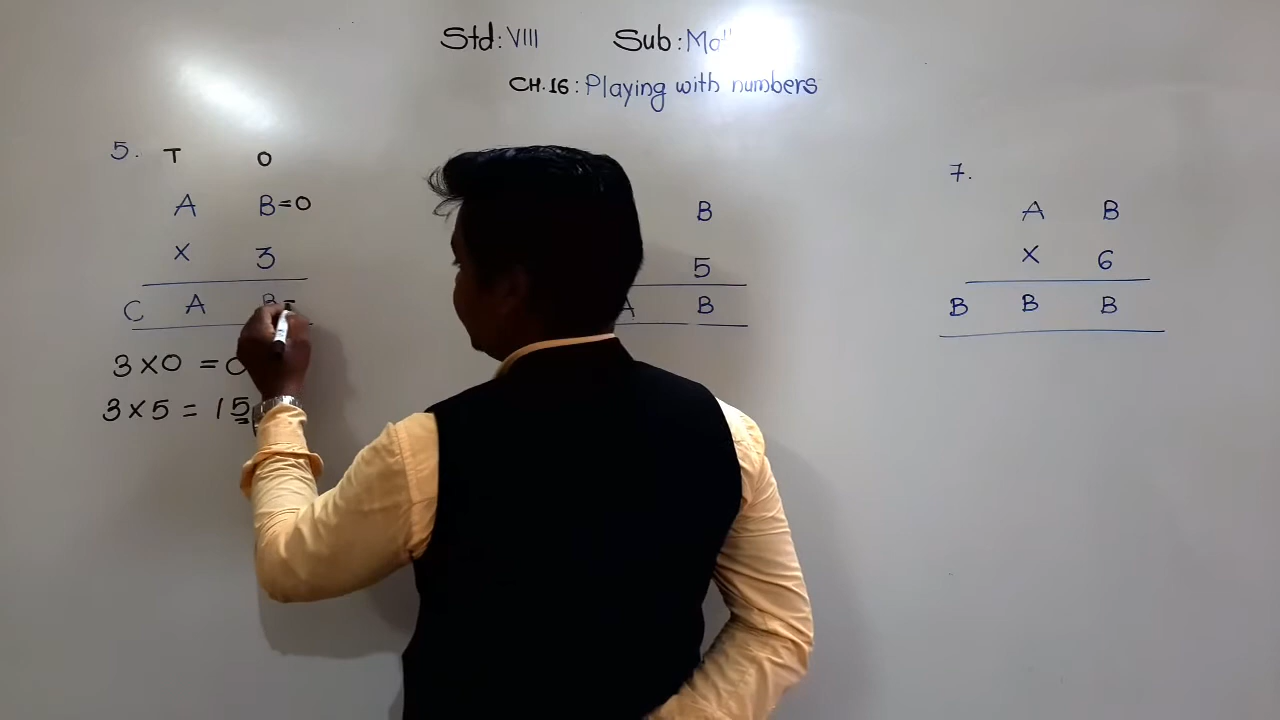 Std: VIII Sub: Mat
CH.16: Playing with numbers
5. T O
A B=0
X 3
C A B=
3×0 = 0
3×5 = 15
B
5
A B
7.
A B
X 6
B B B